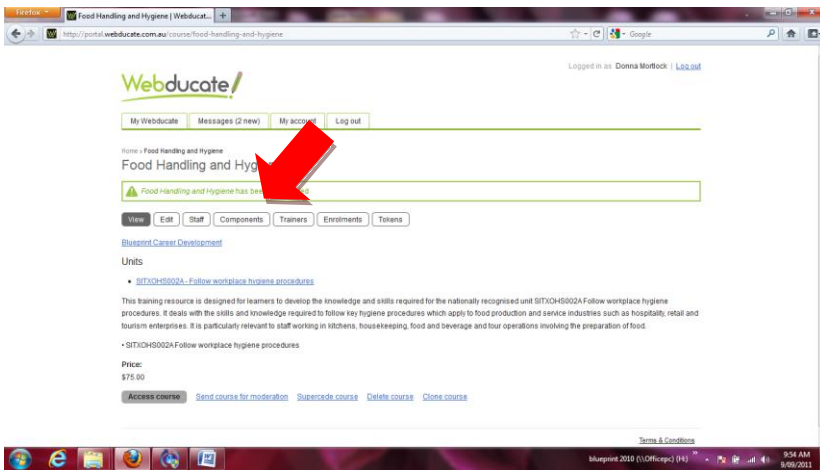 Firefox
Food Handling and Hygiene | Webducat...
http://portal.webducate.com.au/course/food-handling-and-hygiene
Google
Logged in as Donna Mortlock | Log out
Webducate
My Webducate Messages (2 new) My account Log out
Home » Food Handling and Hygiene
Food Handling and Hyg
Food Handling and Hygiene has been
View Edit Staff Components Trainers Enrolments Tokens
Blueprint Career Development
Units
• SITXOHS002A - Follow workplace hygiene procedures
This training resource is designed for learners to develop the knowledge and skills required for the nationally recognised unit SITXOHS002A Follow workplace hygiene
procedures. It deals with the skills and knowledge required to follow key hygiene procedures which apply to food production and service industries such as hospitality, retail and
tourism enterprises. It is particularly relevant to staff working in kitchens, housekeeping, food and beverage and tour operations involving the preparation of food.
• SITXOHS002A Follow workplace hygiene procedures
Price:
$75.00
Access course Send course for moderation Supercede course Delete course Clone course
Terms & Conditions
blueprint 2010 (\\Officepc) (H:)
9:54 AM
9/09/2011